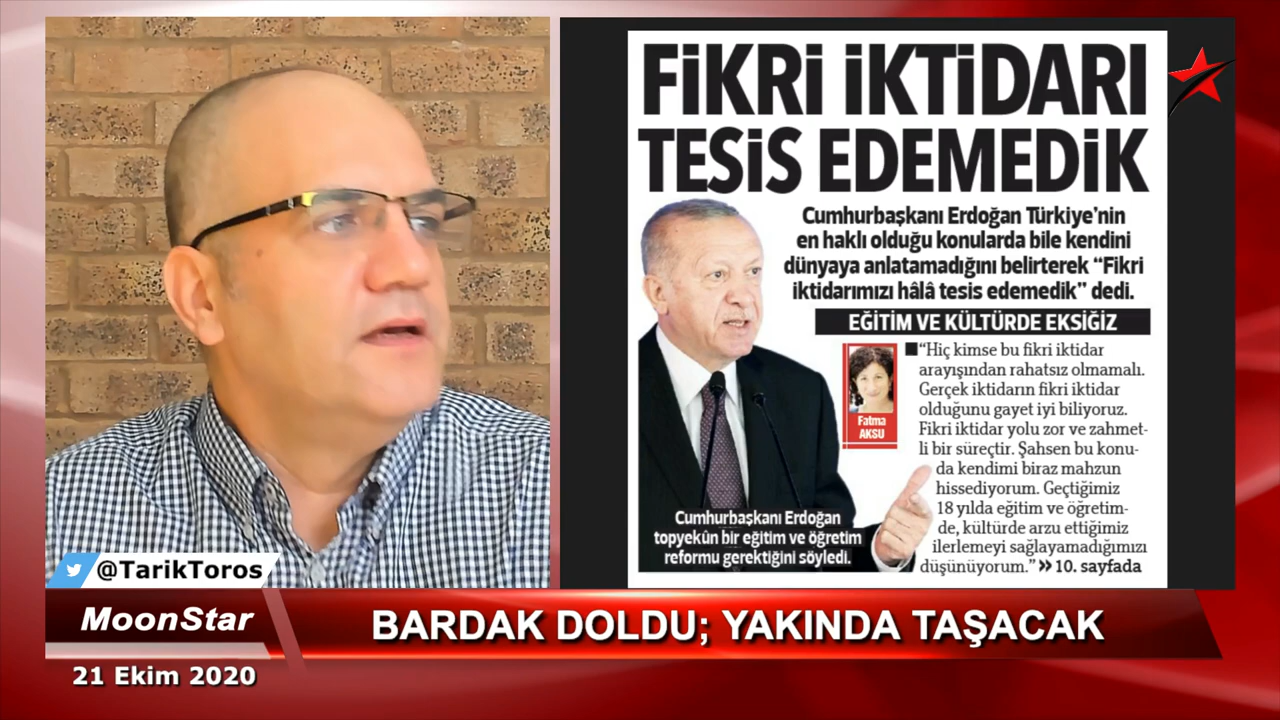 FİKRİ İKTİDARI
TESİS EDEMEDİK
Cumhurbaşkanı Erdoğan Türkiye'nin
en haklı olduğu konularda bile kendini
dünyaya anlatamadığını belirterek “Fikri
iktidarımızı hâlâ tesis edemedik” dedi.
EĞİTİM VE KÜLTÜRDE EKSİĞİZ
Fatma
AKSU
“Hiç kimse bu fikri iktidar
arayışından rahatsız olmamalı.
Gerçek iktidarın fikri iktidar
olduğunu gayet iyi biliyoruz.
Fikri iktidar yolu zor ve zahmet-
li bir süreçtir. Şahsen bu konu-
da kendimi biraz mahzun
hissediyorum. Geçtiğimiz
18 yılda eğitim ve öğretim-
de, kültürde arzu ettiğimiz
ilerlemeyi sağlayamadığımızı
düşünüyorum.” » 10. sayfada
Cumhurbaşkanı Erdoğan
topyekûn bir eğitim ve öğretim
reformu gerektiğini söyledi.
@TarikToros
MoonStar
BARDAK DOLDU; YAKINDA TAŞACAK
21 Ekim 2020